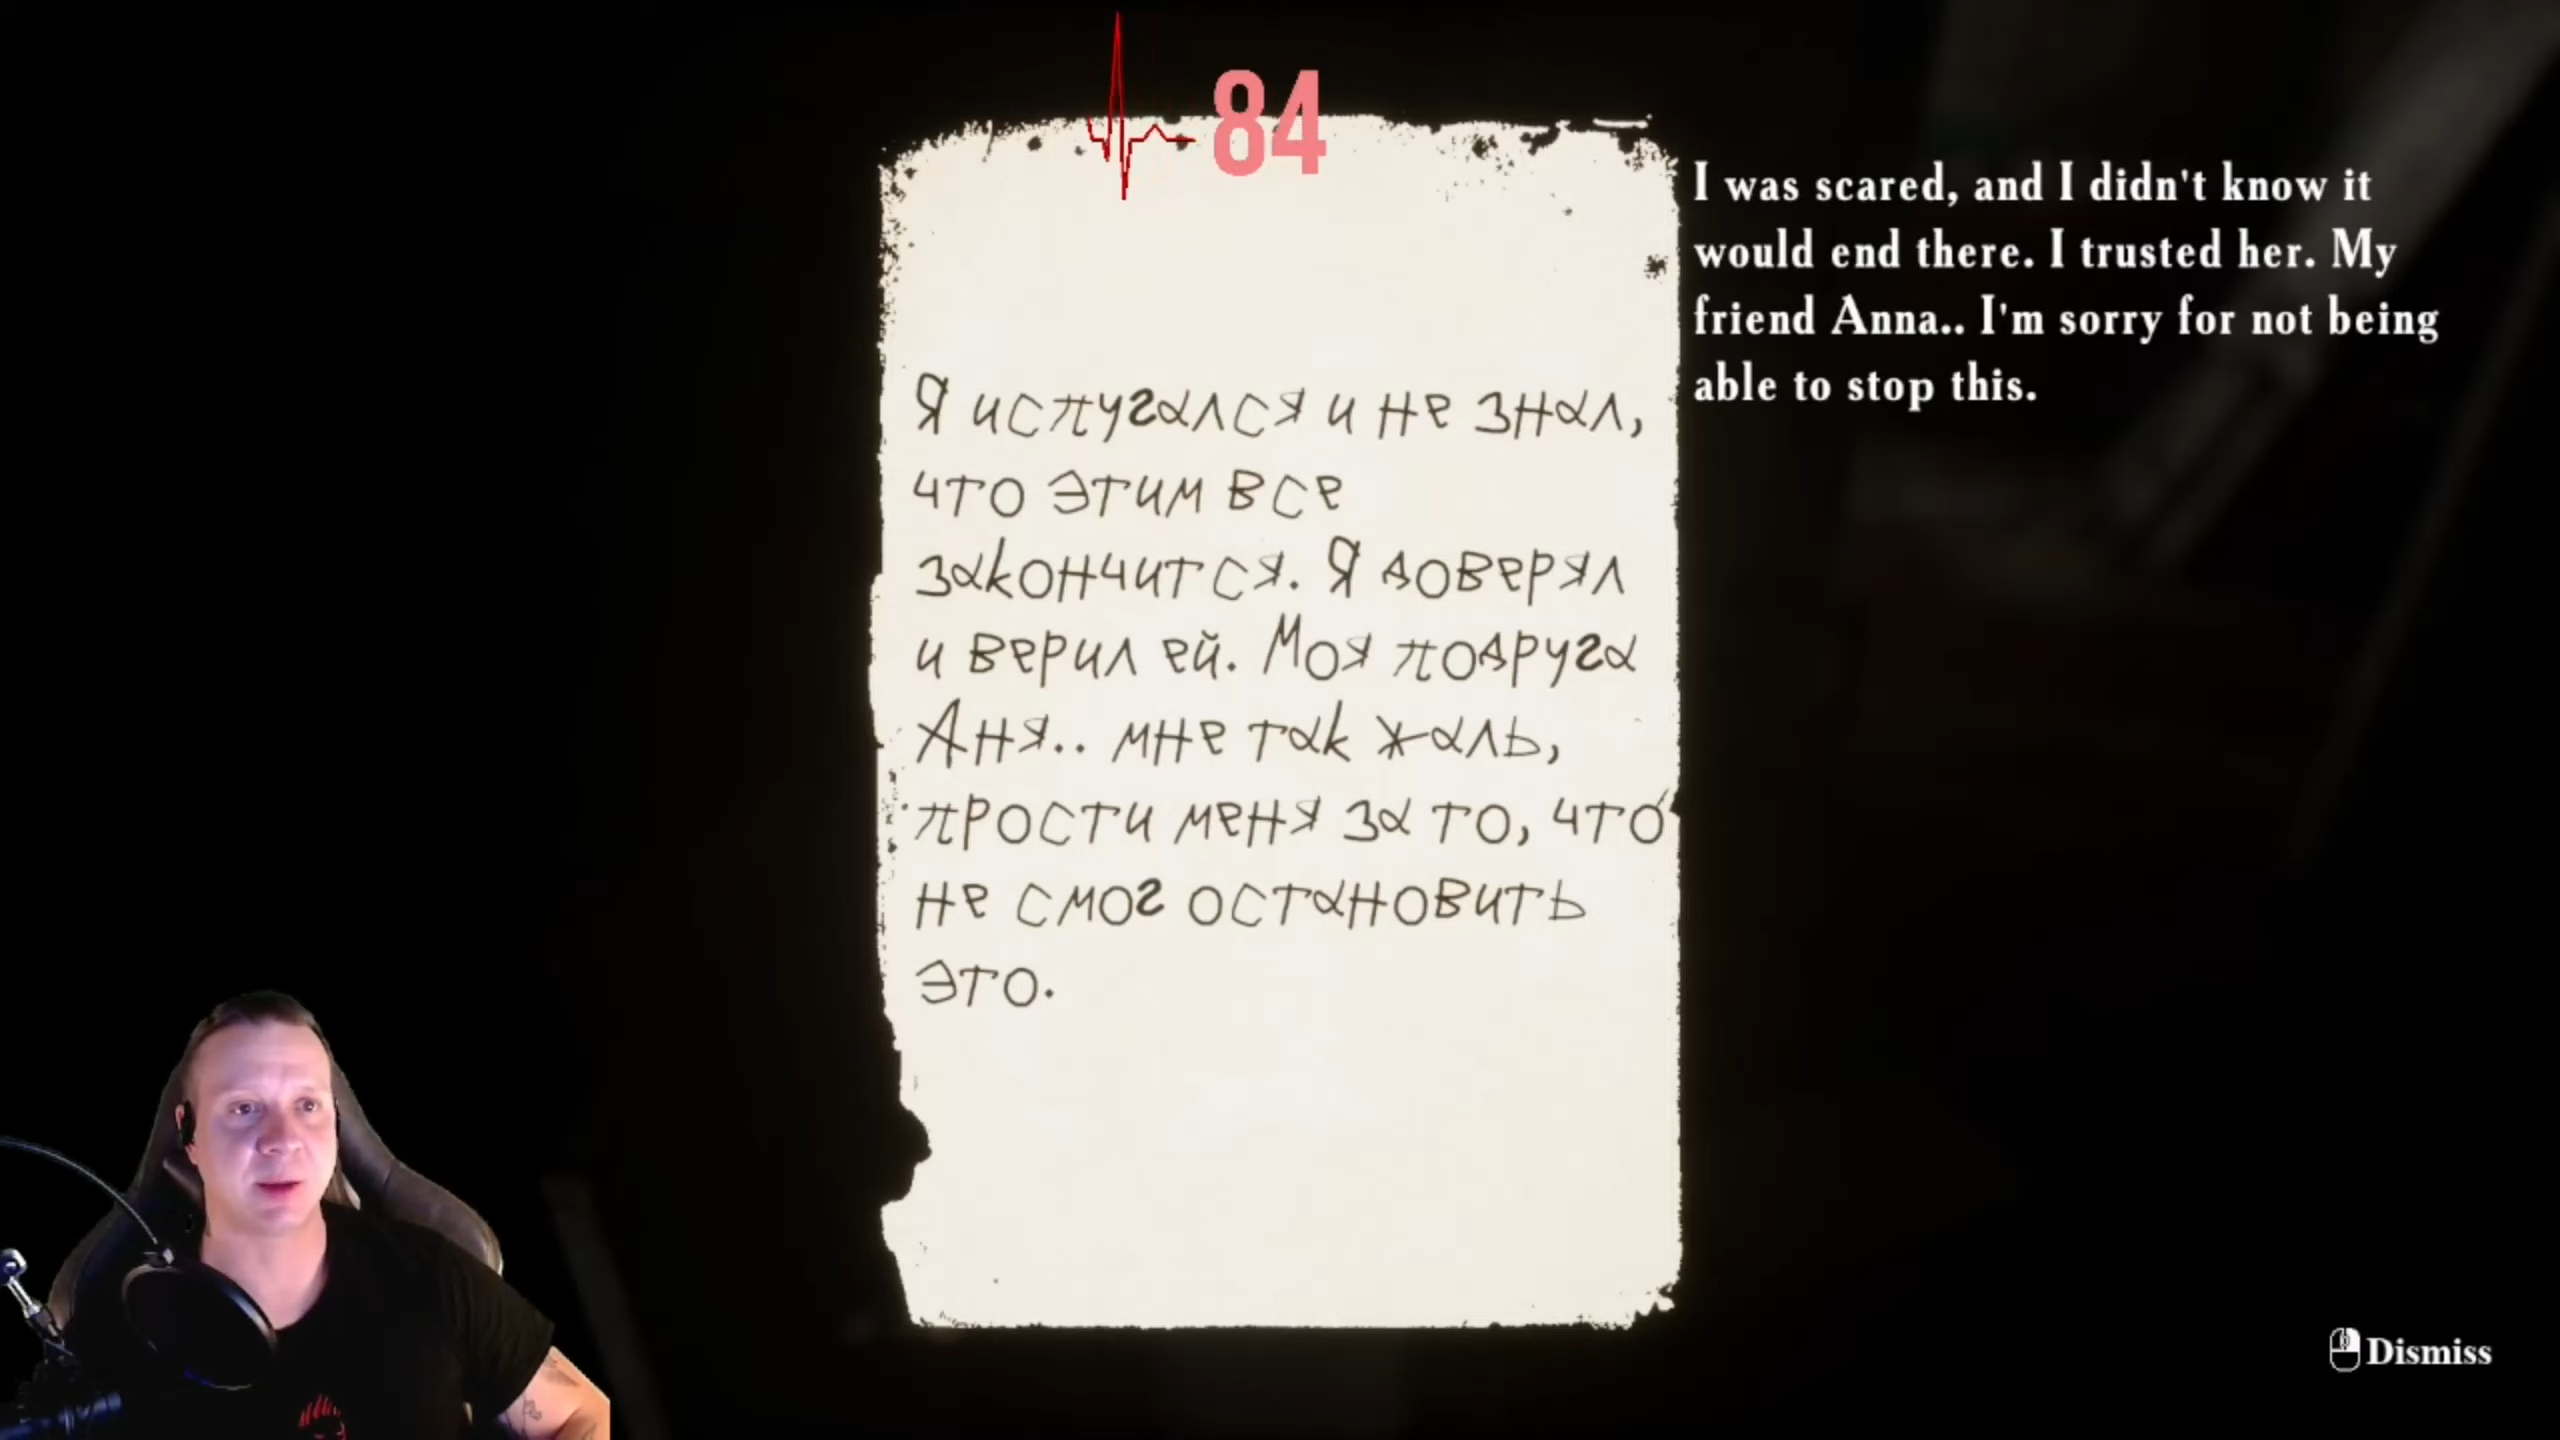 84
I was scared, and I didn't know it
would end there. I trusted her. My
friend Anna.. I'm sorry for not being
able to stop this.
Я испугался и не знал,
что этим все
закончится. Я доверял
и верил ей. Моя подруга
Аня.. мне так жаль,
прости меня за то, что
не смог остановить
это.
Dismiss